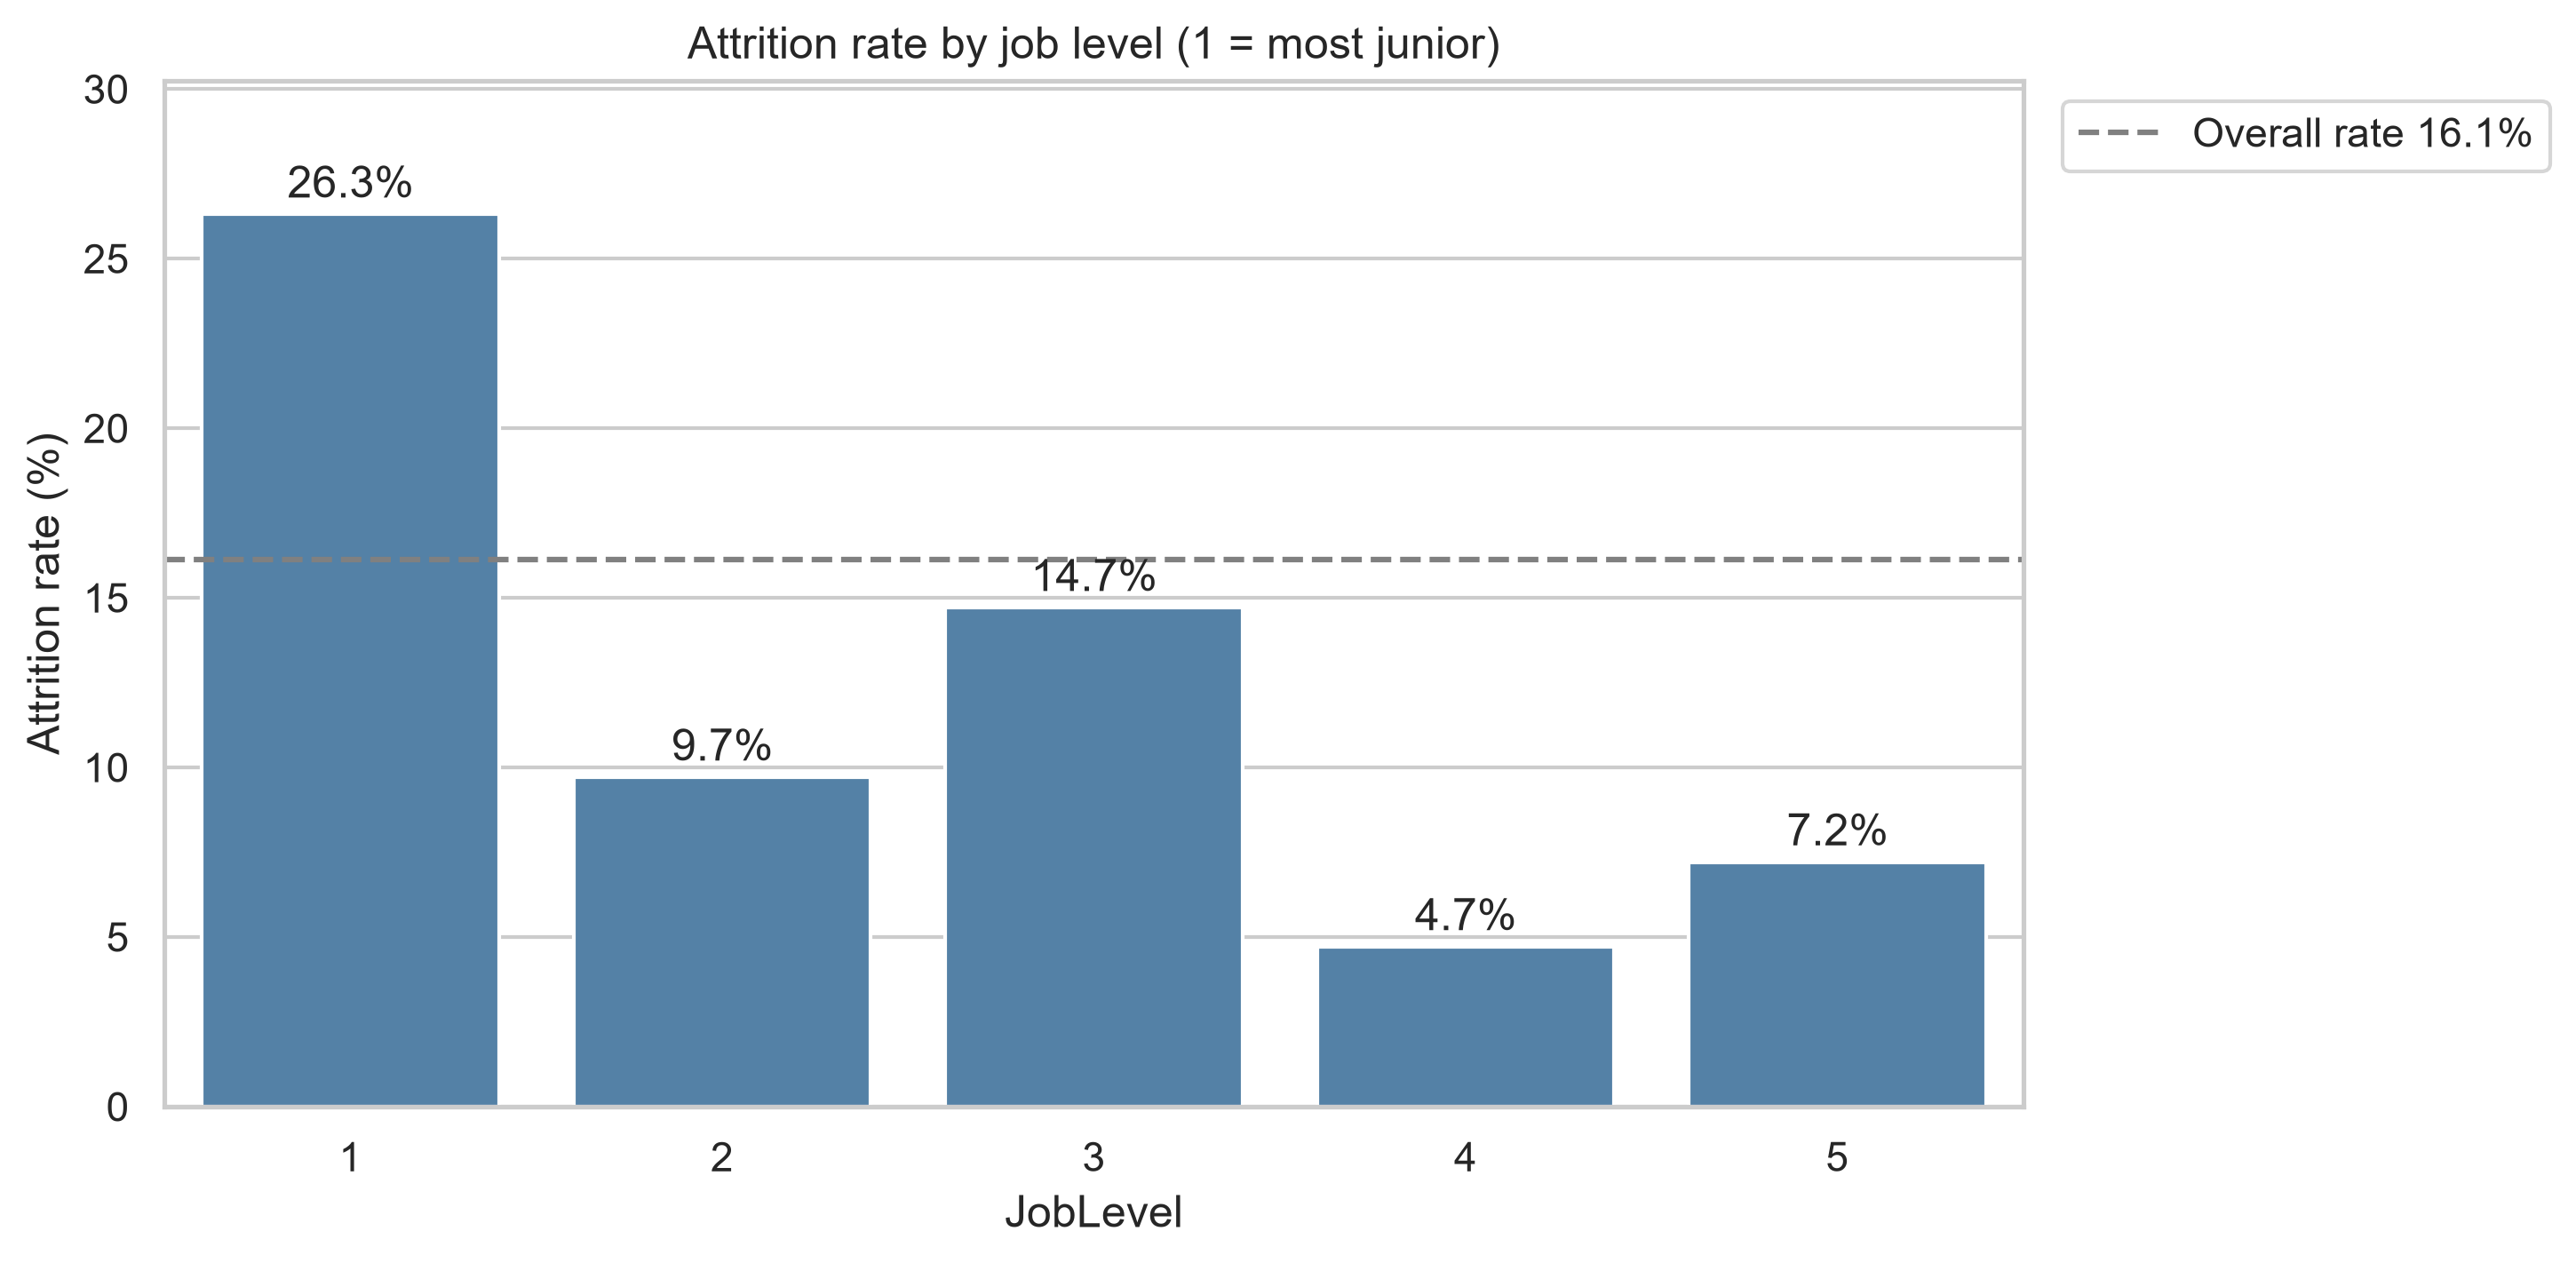 Attrition rate by job level (1 = most junior)
Overall rate 16.1%
Attrition rate (%)
30
25
20
15
10
5
0
26.3%
9.7%
14.7%
4.7%
7.2%
1 2 3 4 5
JobLevel